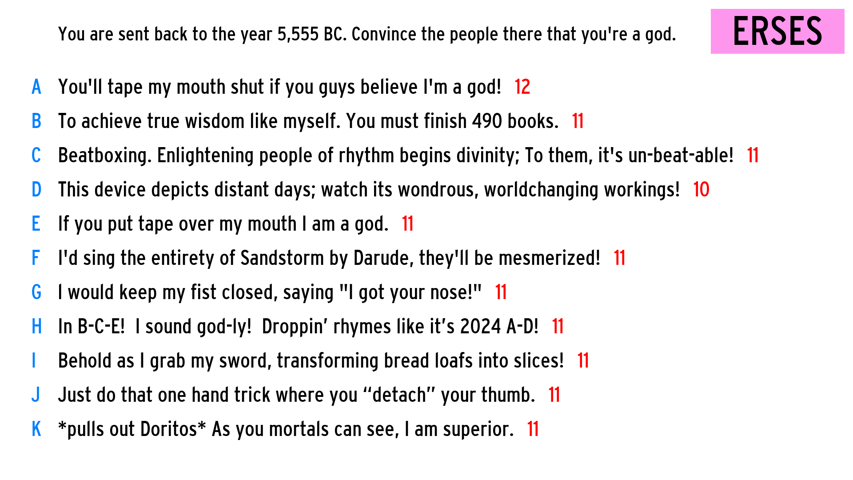 You are sent back to the year 5,555 BC. Convince the people there that you're a god.
ERSES
A You'll tape my mouth shut if you guys believe I'm a god! 12
B To achieve true wisdom like myself. You must finish 490 books. 11
C Beatboxing. Enlightening people of rhythm begins divinity; To them, it's un-beat-able! 11
D This device depicts distant days; watch its wondrous, worldchanging workings! 10
E If you put tape over my mouth I am a god. 11
F I'd sing the entirety of Sandstorm by Darude, they'll be mesmerized! 11
G I would keep my fist closed, saying "I got your nose!" 11
H In B-C-E! I sound god-ly! Droppin’ rhymes like it’s 2024 A-D! 11
I Behold as I grab my sword, transforming bread loafs into slices! 11
J Just do that one hand trick where you “detach” your thumb. 11
K *pulls out Doritos* As you mortals can see, I am superior. 11